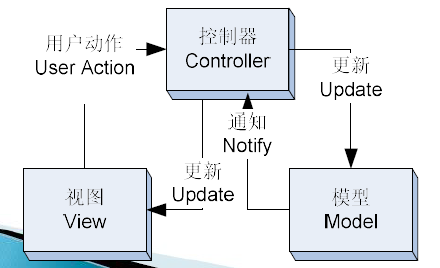 用户动作
User Action
控制器
Controller
更新
Update
通知
Notify
更新
Update
视图
View
模型
Model